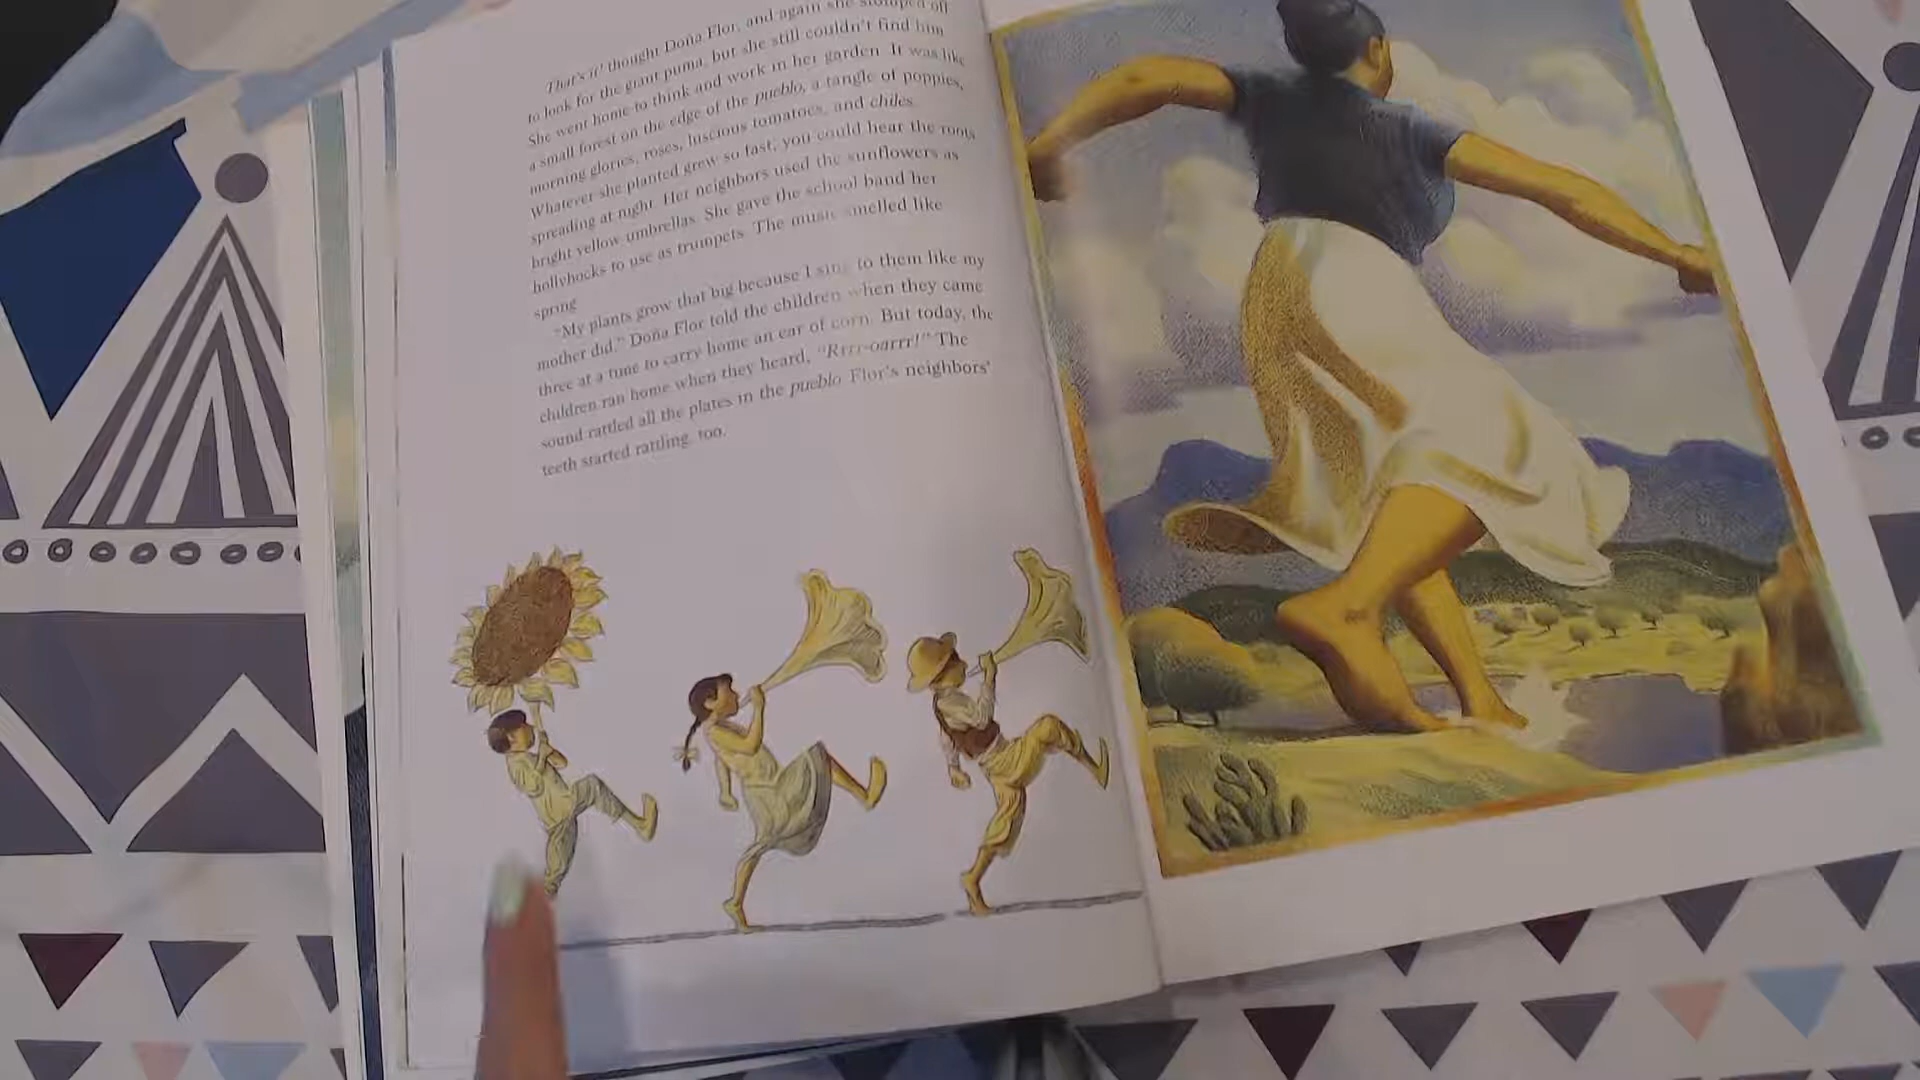 That's it! thought Doña Flor, and again she stomped off
to look for the giant puma, but she still couldn't find him.
She went home to think and work in her garden. It was like
a small forest on the edge of the pueblo, a tangle of poppies,
morning glories, roses, luscious tomatoes, and chiles.
Whatever she planted grew so fast, you could hear the roots
spreading at night. Her neighbors used the sunflowers as
bright yellow umbrellas. She gave the school band her
hollyhocks to use as trumpets. The music smelled like
spring.
"My plants grow that big because I sing to them like my
mother did." Doña Flor told the children when they came
three at a time to carry home an ear of corn. But today, the
children ran home when they heard, "Rrrr-oarrr!" The
sound rattled all the plates in the pueblo. Flor's neighbors'
teeth started rattling, too.